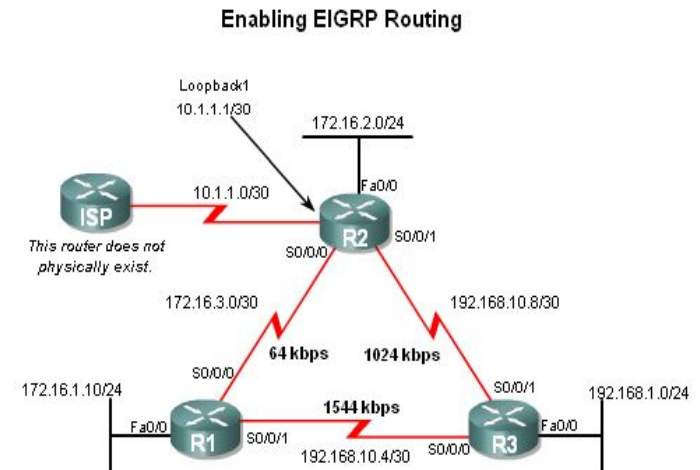 Enabling EIGRP Routing
Loopback1
10.1.1.1/30
172.16.2.0/24
Fa0/0
10.1.1.0/30
ISP
R2
S0/0/1
This router does not
physically exist.
S0/0/0
172.16.3.0/30
192.168.10.8/30
64 kbps
1024 kbps
S0/0/0
S0/0/1
172.16.1.10/24
192.168.1.0/24
1544 kbps
Fa0/0
R1
S0/0/1
192.168.10.4/30
S0/0/0
R3
Fa0/0